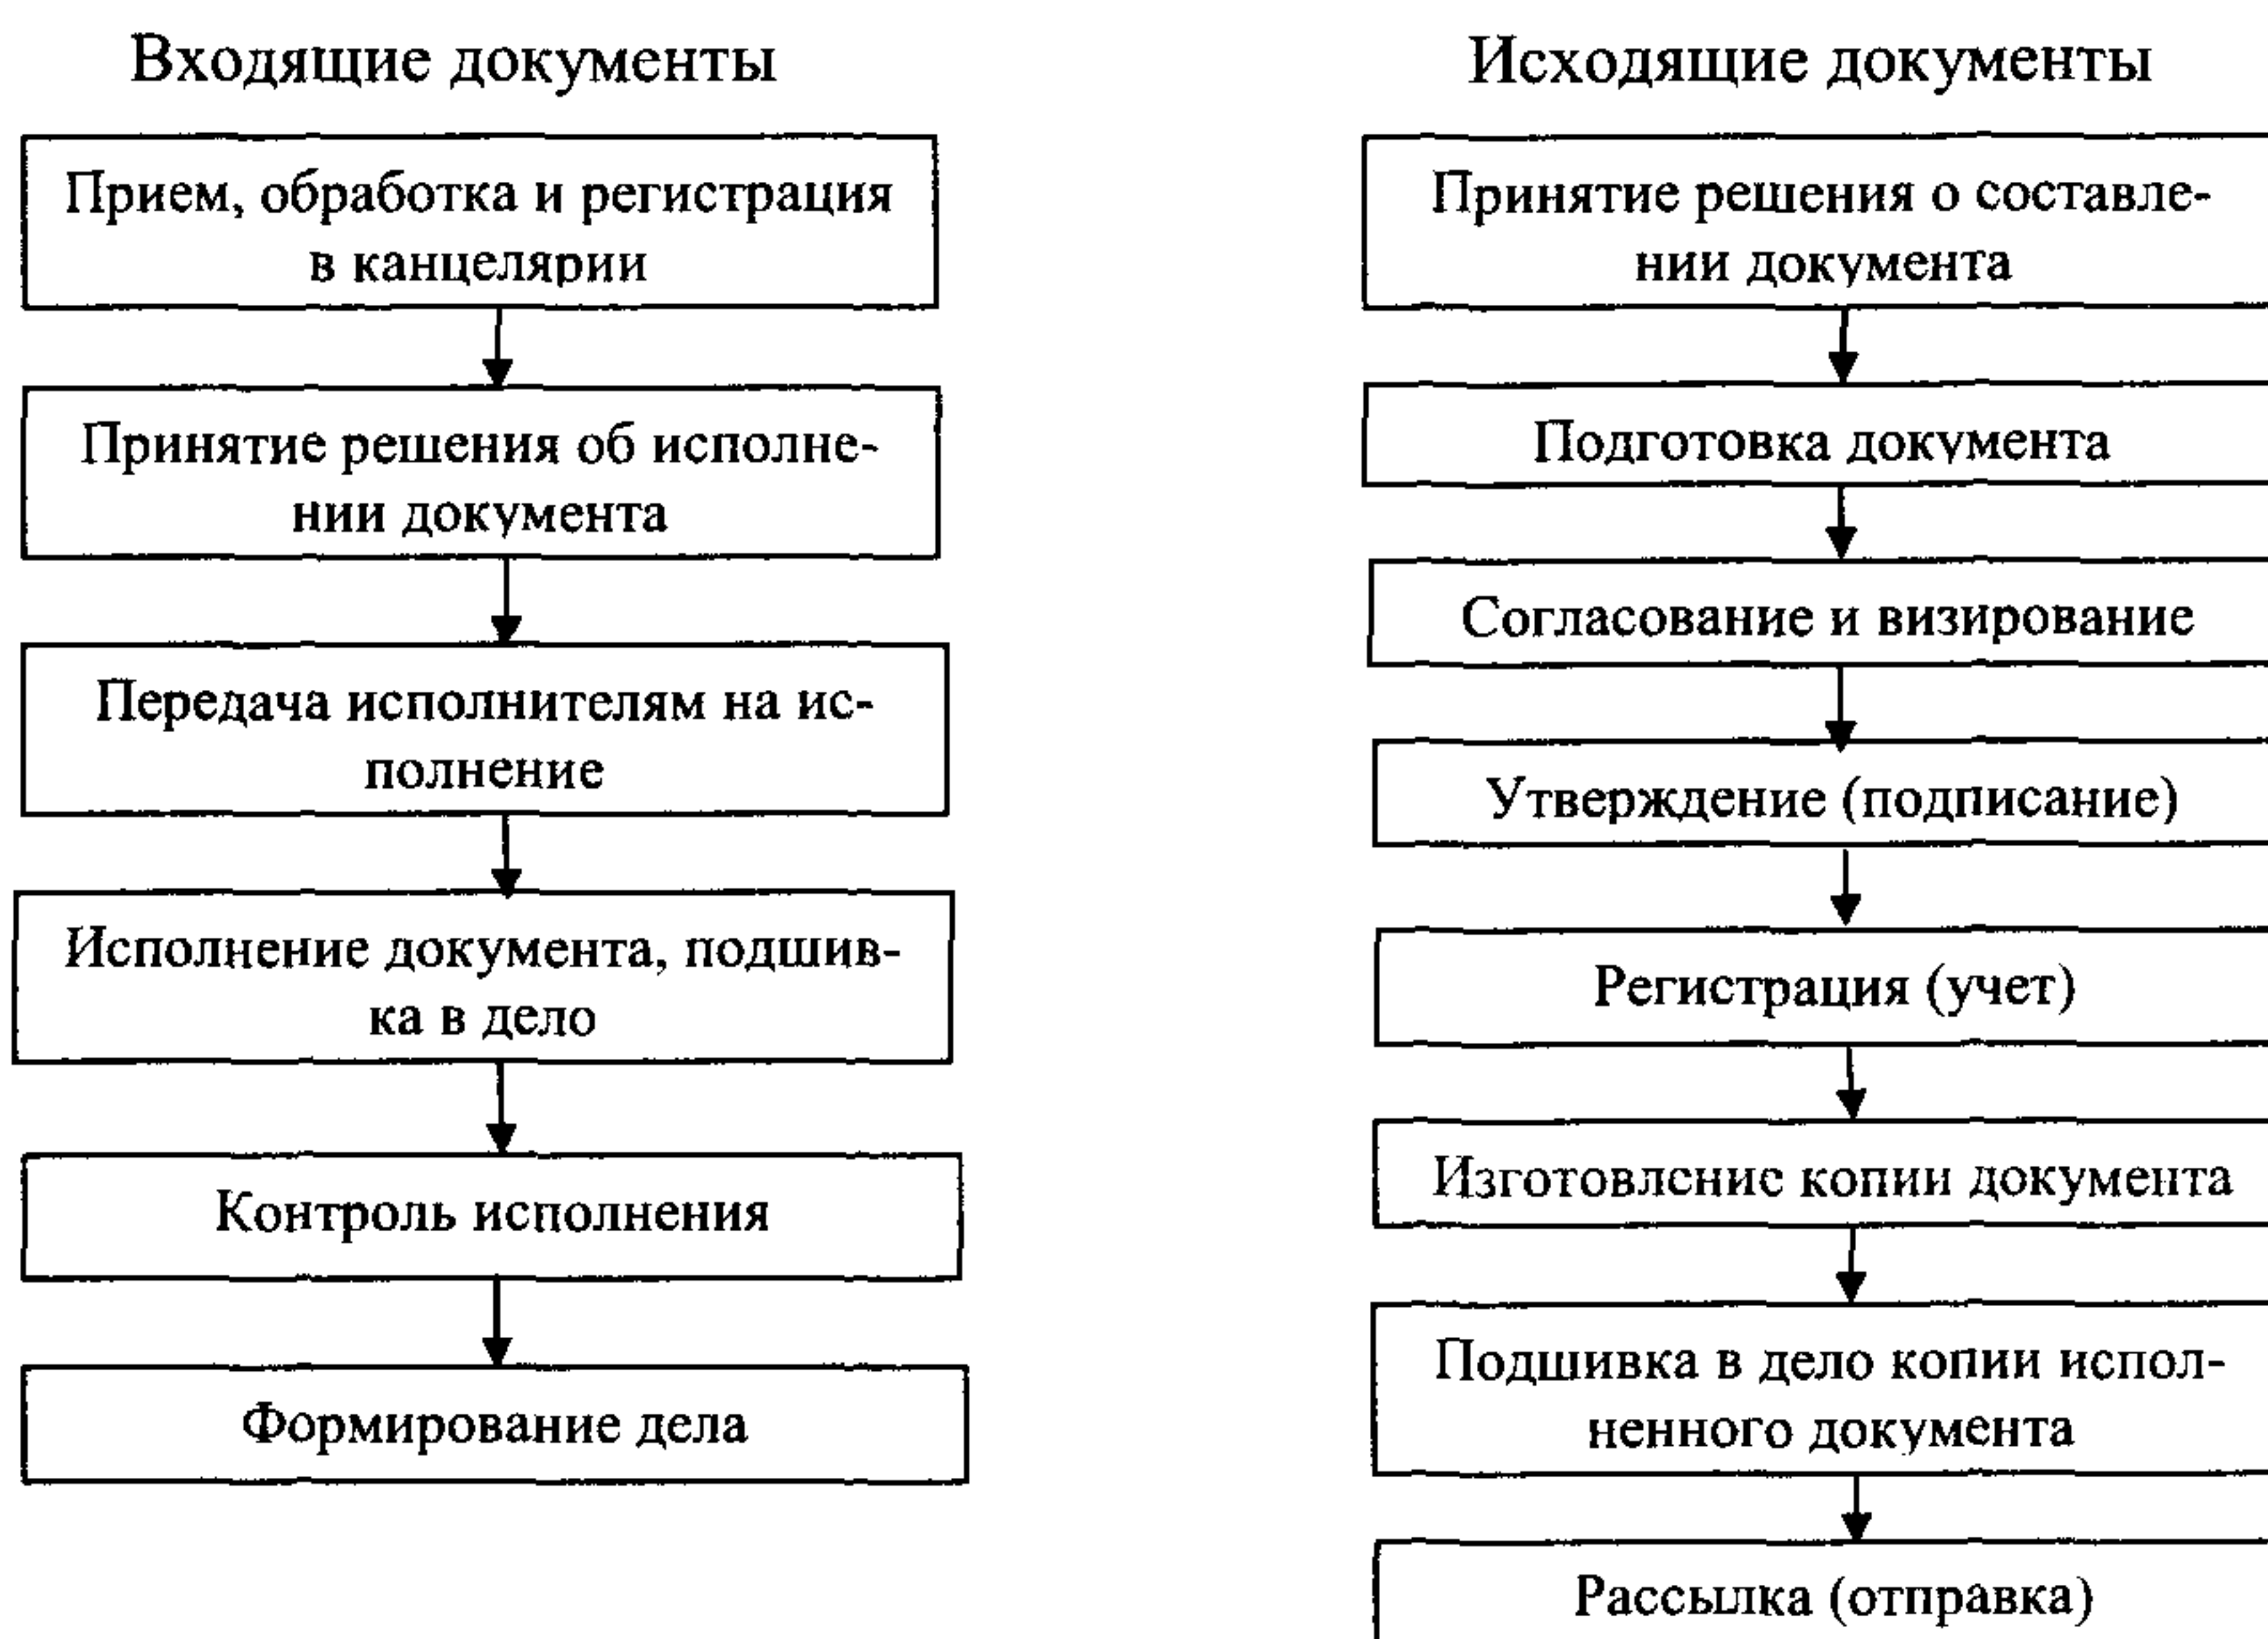 Входящие документы
Прием, обработка и регистрация
в канцелярии
Принятие решения об исполне-
нии документа
Передача исполнителям на ис-
полнение
Исполнение документа, подшив-
ка в дело
Контроль исполнения
Формирование дела
Исходящие документы
Принятие решения о составле-
нии документа
Подготовка документа
Согласование и визирование
Утверждение (подписание)
Регистрация (учет)
Изготовление копии документа
Подшивка в дело копии испол-
ненного документа
Рассылка (отправка)